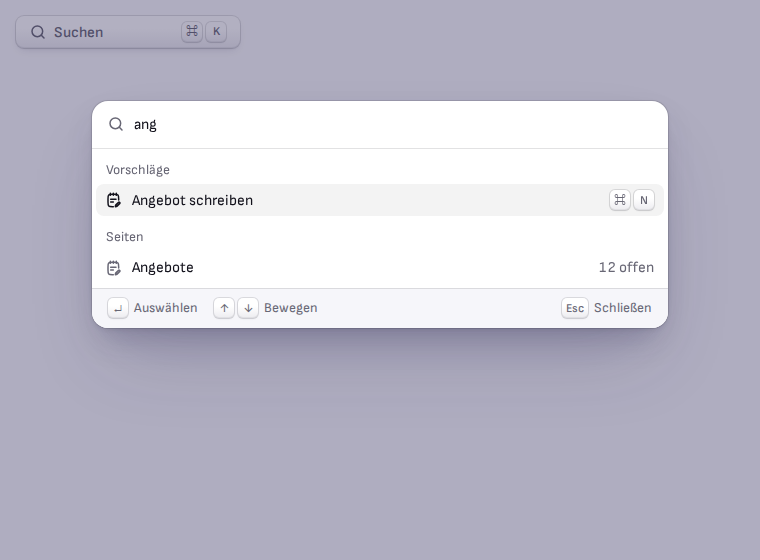 Suchen ⌘ K
ang
Vorschläge
Angebot schreiben ⌘ N
Seiten
Angebote 12 offen
↵ Auswählen ↑ ↓ Bewegen Esc Schließen